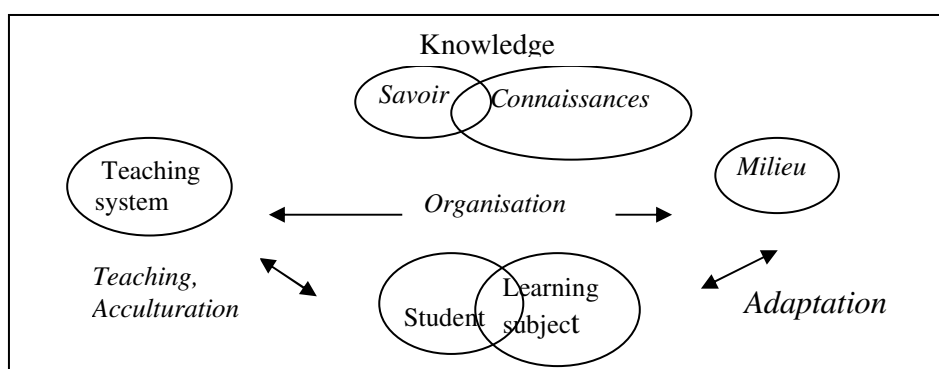 Knowledge
Savoir Connaissances
Teaching
system
Milieu
Organisation
Teaching,
Acculturation
Student
Learning
subject
Adaptation